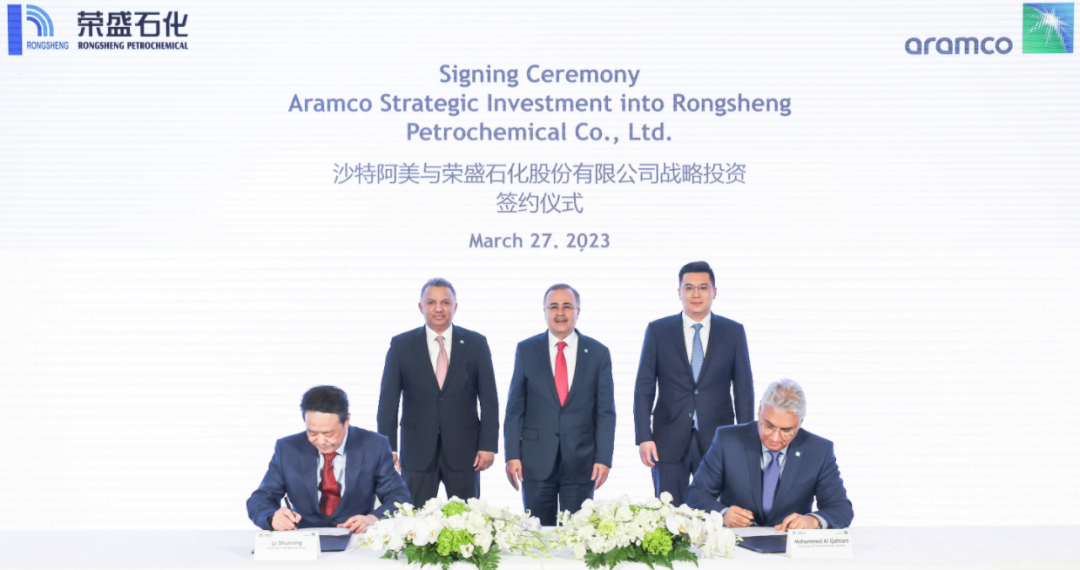 RONGSHENG
荣盛石化
RONGSHENG PETROCHEMICAL
aramco
Signing Ceremony
Aramco Strategic Investment into Rongsheng
Petrochemical Co., Ltd.
沙特阿美与荣盛石化股份有限公司战略投资
签约仪式
March 27, 2023
Li Shuirong
Mohammed Al Qahtani